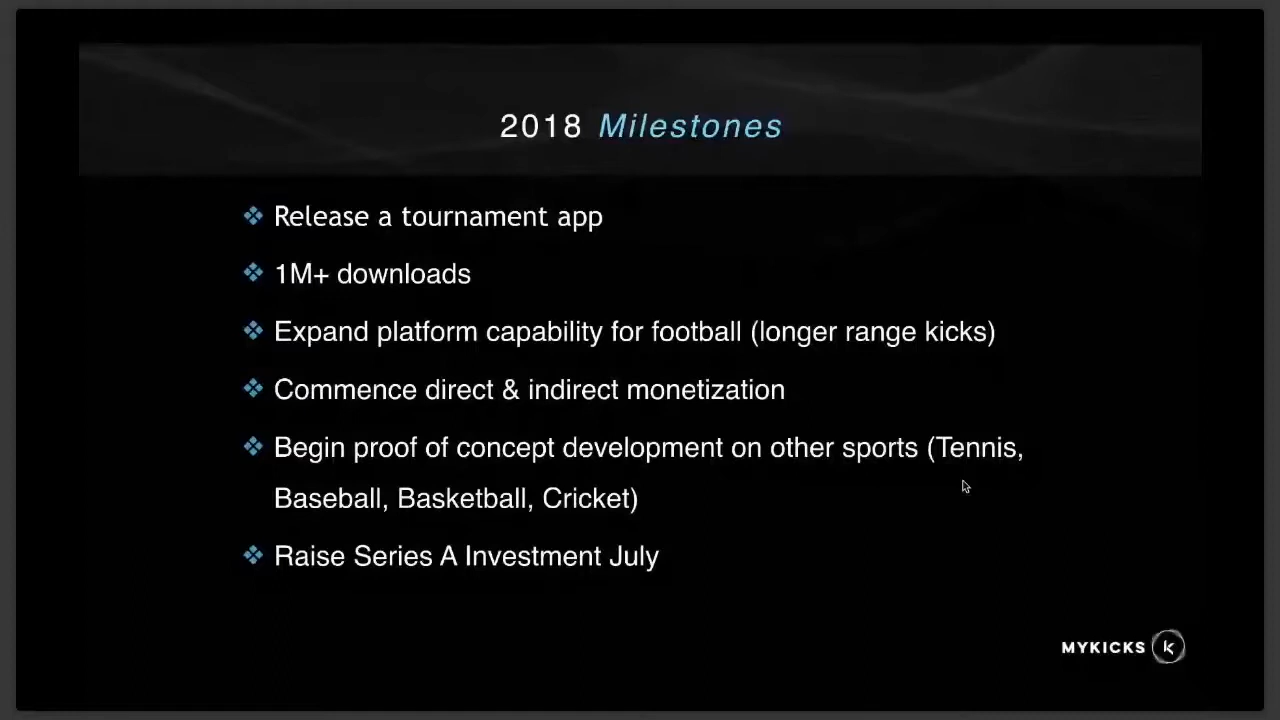 2018 Milestones
❖ Release a tournament app
❖ 1M+ downloads
❖ Expand platform capability for football (longer range kicks)
❖ Commence direct & indirect monetization
❖ Begin proof of concept development on other sports (Tennis,
Baseball, Basketball, Cricket)
❖ Raise Series A Investment July
MYKICKS